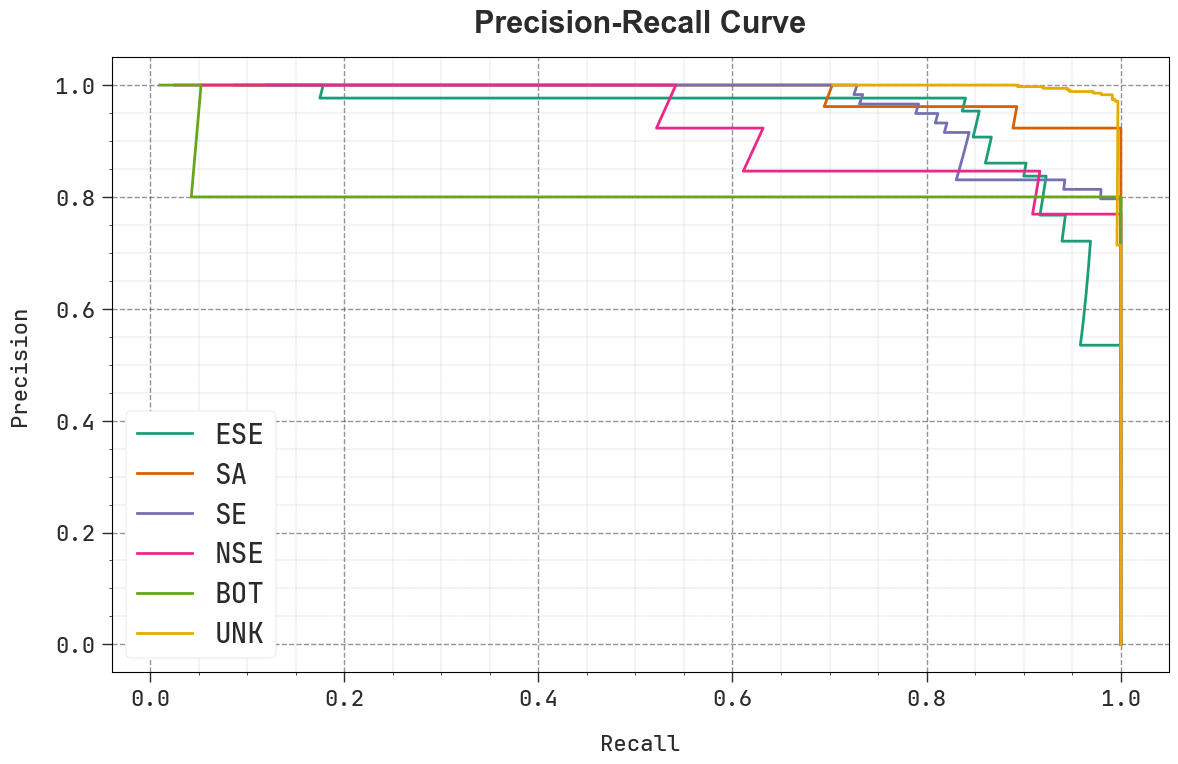 Precision-Recall Curve
Precision
1.0
0.8
0.6
0.4
0.2
0.0
ESE
SA
SE
NSE
BOT
UNK
0.0 0.2 0.4 0.6 0.8 1.0
Recall